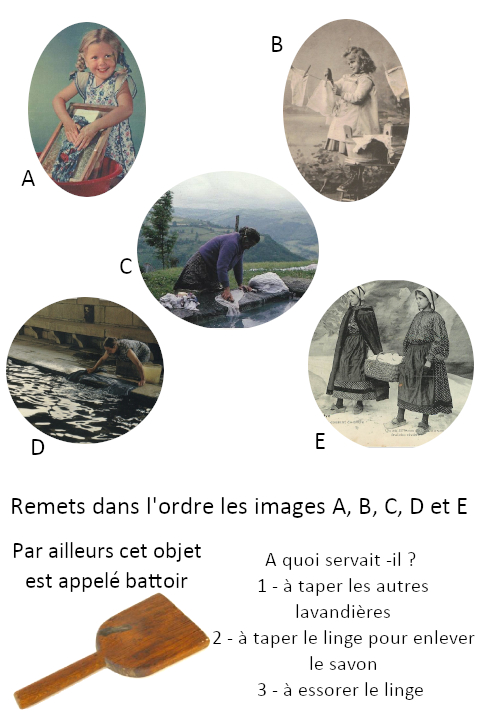 A
B
C
D
E
Remets dans l'ordre les images A, B, C, D et E
Par ailleurs cet objet
est appelé battoir
A quoi servait -il ?
1 - à taper les autres
lavandières
2 - à taper le linge pour enlever
le savon
3 - à essorer le linge